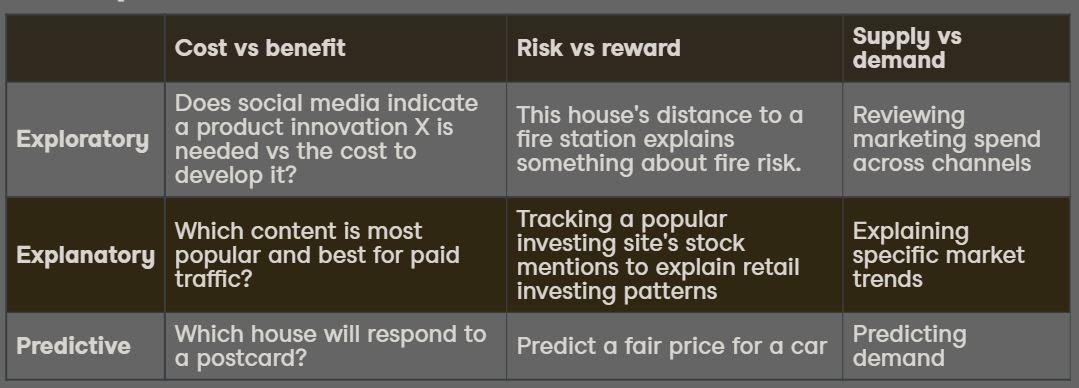 Cost vs benefit
Risk vs reward
Supply vs
demand
Exploratory
Does social media indicate
a product innovation X is
needed vs the cost to
develop it?
This house's distance to a
fire station explains
something about fire risk.
Reviewing
marketing spend
across channels
Explanatory
Which content is most
popular and best for paid
traffic?
Tracking a popular
investing site's stock
mentions to explain retail
investing patterns
Explaining
specific market
trends
Predictive
Which house will respond to
a postcard?
Predict a fair price for a car
Predicting
demand